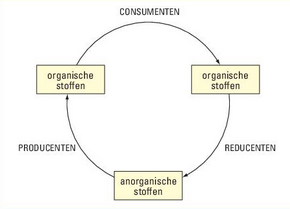 CONSUMENTEN
organische
stoffen
organische
stoffen
PRODUCENTEN
REDUCENTEN
anorganische
stoffen